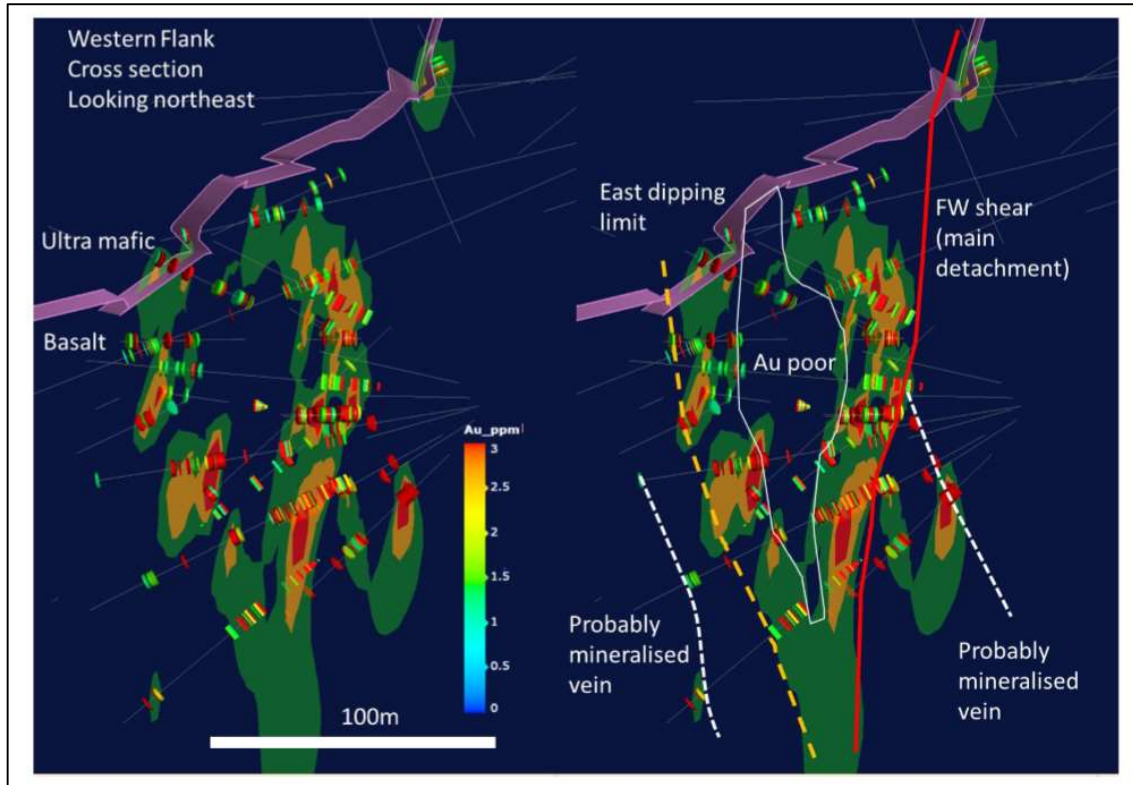 Western Flank
Cross section
Looking northeast
Ultra mafic
Basalt
Au_ppm
3
2.5
2
1.5
1
0.5
0
100m
East dipping
limit
FW shear
(main
detachment)
Au poor
Probably
mineralised
vein
Probably
mineralised
vein